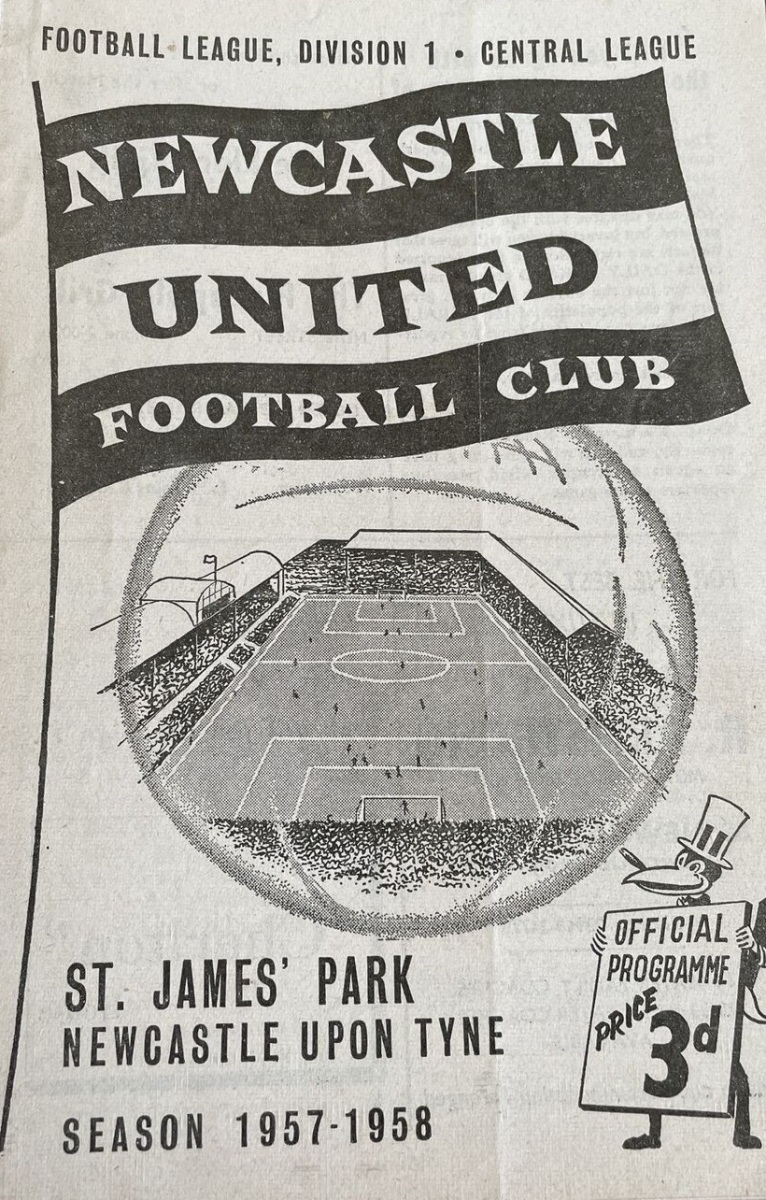 FOOTBALL LEAGUE, DIVISION 1 • CENTRAL LEAGUE
NEWCASTLE
UNITED
FOOTBALL CLUB
ST. JAMES' PARK
NEWCASTLE UPON TYNE
SEASON 1957-1958
OFFICIAL
PROGRAMME
PRICE
3d